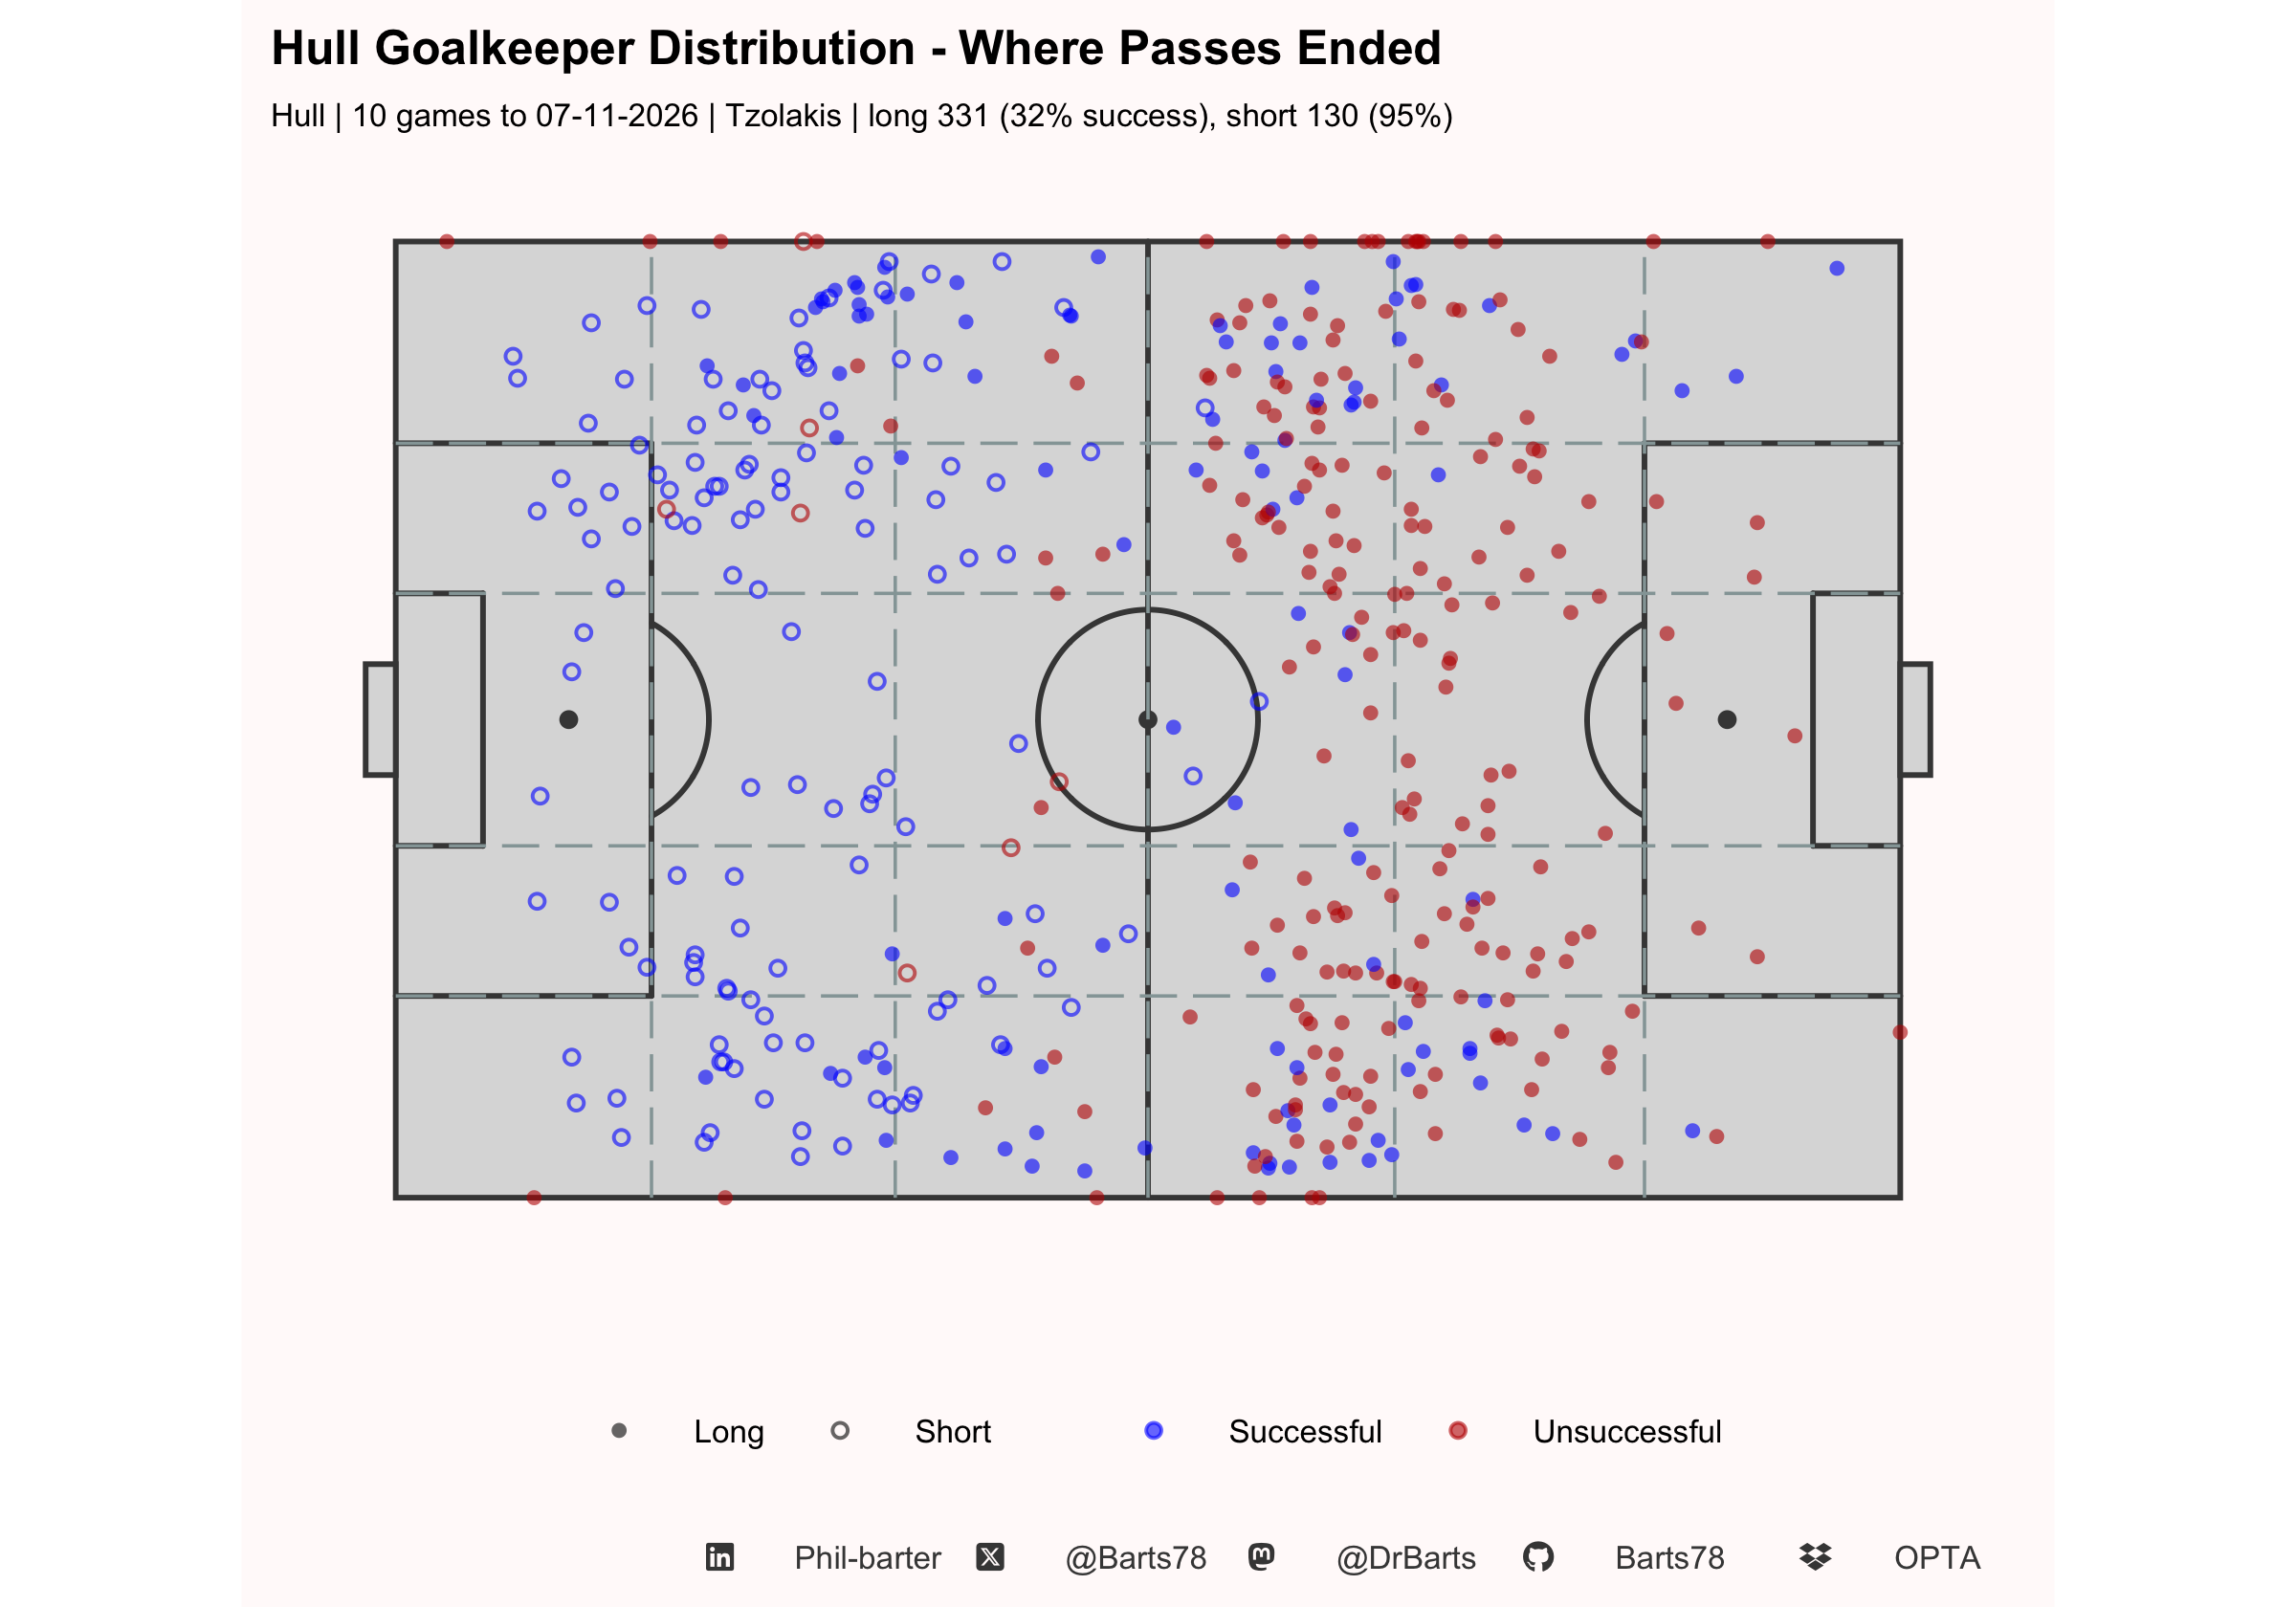 Hull Goalkeeper Distribution - Where Passes Ended
Hull | 10 games to 07-11-2026 | Tzolakis | long 331 (32% success), short 130 (95%)
Long Short Successful Unsuccessful
Phil-barter @Barts78 @DrBarts Barts78 OPTA